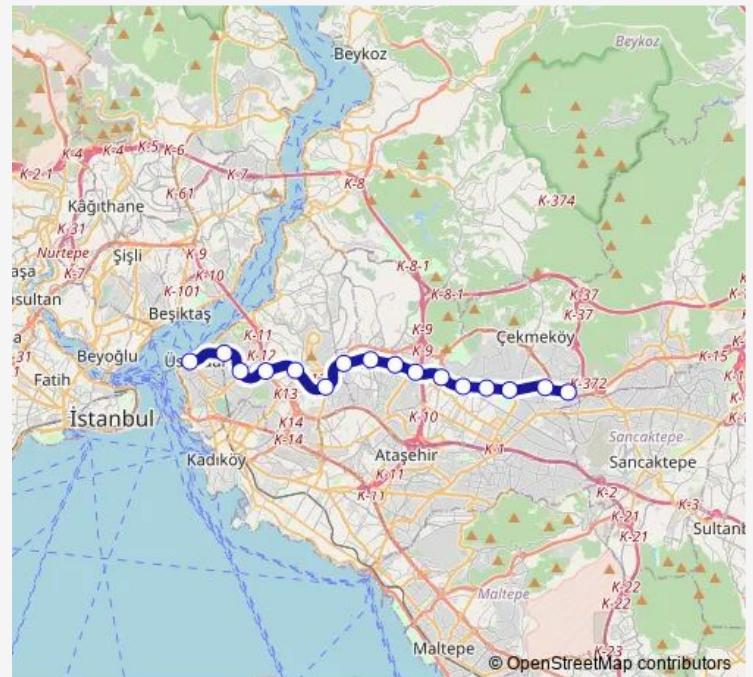 Beykoz
Beykoz
K-4
K-4
K-5
K-6
K-2-1
K-7
K-8
K-61
K-374
Kâğıthane
K-31
Nurtepe
K-7
Şişli
K-9
K-10
K-101
Beşiktaş
K-8-1
K-8-1
K-37
K-37
K-9
K-9
Çekmeköy
K-11
K-12
K-15
K-372
Beyoğlu
Fatih
İstanbul
K13
K14
K-14
K-10
K-1
Ataşehir
K-11
K-11
Kadıköy
Sancaktepe
Sancaktepe
K-2
K-3
K-21
K-21
K-22
K-22
K-23
Maltepe
Maltepe
© OpenStreetMap contributors